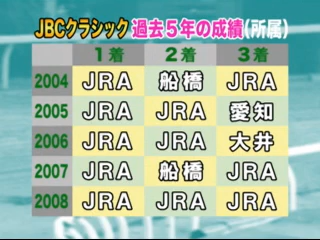 JBCクラシック 過去5年の成績(所属)
1着 2着 3着
2004 JRA 船橋 JRA
2005 JRA JRA 愛知
2006 JRA JRA 大井
2007 JRA 船橋 JRA
2008 JRA JRA JRA